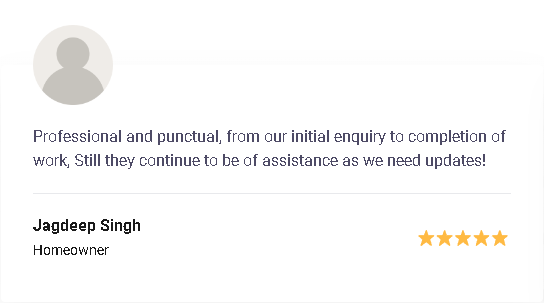 Professional and punctual, from our initial enquiry to completion of
work, Still they continue to be of assistance as we need updates!
Jagdeep Singh
Homeowner